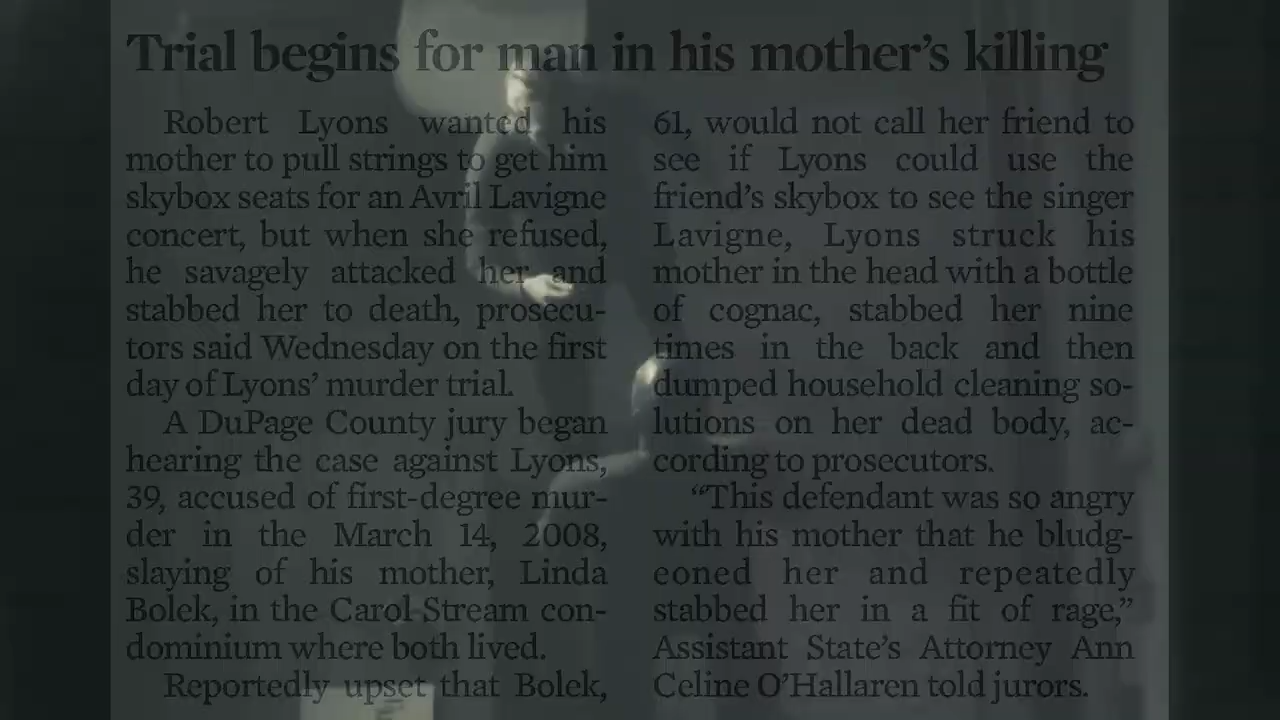 Trial begins for man in his mother's killing
Robert Lyons wanted his
mother to pull strings to get him
skybox seats for an Avril Lavigne
concert, but when she refused,
he savagely attacked her and
stabbed her to death, prosecu-
tors said Wednesday on the first
day of Lyons' murder trial.
A DuPage County jury began
hearing the case against Lyons,
39, accused of first-degree mur-
der in the March 14, 2008,
slaying of his mother, Linda
Bolek, in the Carol Stream con-
dominium where both lived.
Reportedly upset that Bolek,
61, would not call her friend to
see if Lyons could use the
friend's skybox to see the singer
Lavigne, Lyons struck his
mother in the head with a bottle
of cognac, stabbed her nine
times in the back and then
dumped household cleaning so-
lutions on her dead body, ac-
cording to prosecutors.
“This defendant was so angry
with his mother that he bludg-
eoned her and repeatedly
stabbed her in a fit of rage,”
Assistant State's Attorney Ann
Celine O'Hallaren told jurors.